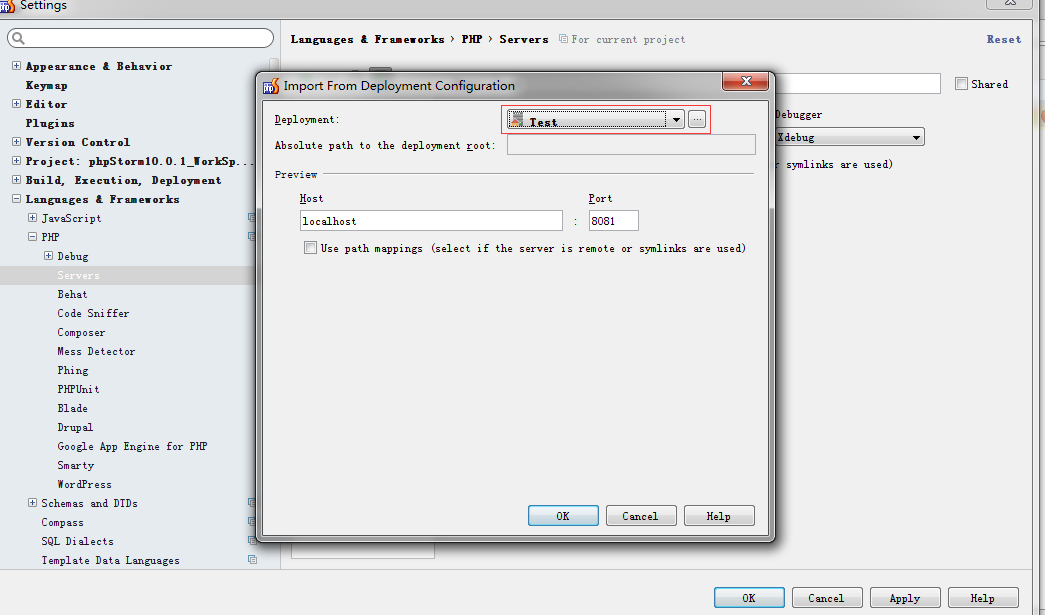 Settings
Languages & Frameworks › PHP › Servers For current project Reset
Appearance & Behavior
Keymap
Editor
Plugins
Version Control
Project: phpStorm10.0.1_WorkSp...
Build, Execution, Deployment
Languages & Frameworks
JavaScript
PHP
Debug
Servers
Behat
Code Sniffer
Composer
Mess Detector
Phing
PHPUnit
Blade
Drupal
Google App Engine for PHP
Smarty
WordPress
Schemas and DTDs
Compass
SQL Dialects
Template Data Languages
Shared
Debugger
Xdebug
symlinks are used)
Import From Deployment Configuration
Deployment: Test ...
Absolute path to the deployment root:
Preview
Host Port
localhost : 8081
Use path mappings (select if the server is remote or symlinks are used)
OK Cancel Help
OK Cancel Apply Help